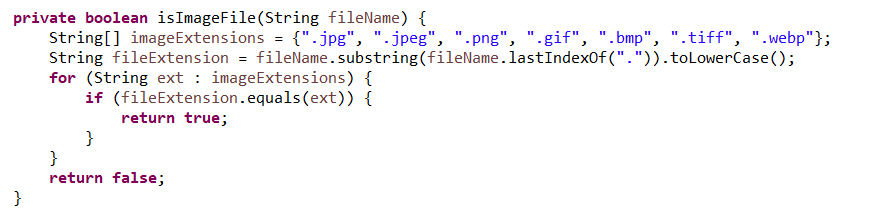 private boolean isImageFile(String fileName) {
    String[] imageExtensions = {".jpg", ".jpeg", ".png", ".gif", ".bmp", ".tiff", ".webp"};
    String fileExtension = fileName.substring(fileName.lastIndexOf(".")).toLowerCase();
    for (String ext : imageExtensions) {
        if (fileExtension.equals(ext)) {
            return true;
        }
    }
    return false;
}